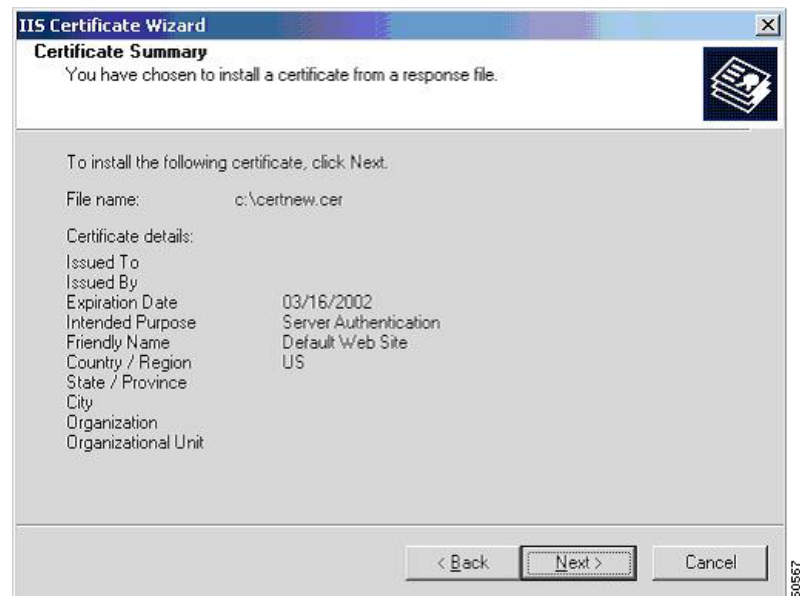 IIS Certificate Wizard
Certificate Summary
You have chosen to install a certificate from a response file.
To install the following certificate, click Next.
File name: c:\certnew.cer
Certificate details:
Issued To
Issued By
Expiration Date 03/16/2002
Intended Purpose Server Authentication
Friendly Name Default Web Site
Country / Region US
State / Province
City
Organization
Organizational Unit
< Back Next > Cancel
50567